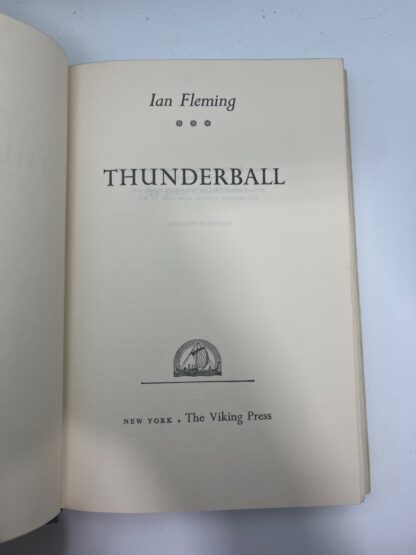 Ian Fleming
THUNDERBALL
NEW YORK • The Viking Press